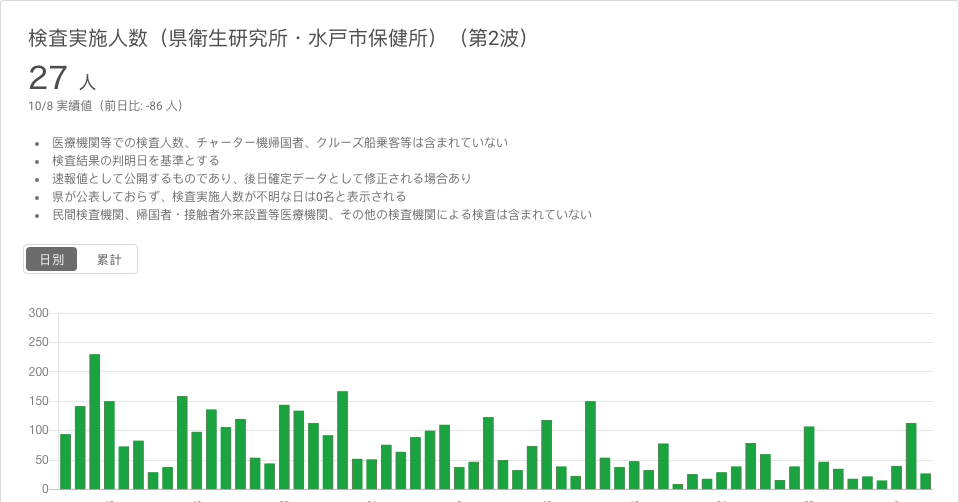 検査実施人数（県衛生研究所・水戸市保健所）（第2波）
27 人
10/8 実績値（前日比: -86 人）
医療機関等での検査人数、チャーター機帰国者、クルーズ船乗客等は含まれていない
検査結果の判明日を基準とする
速報値として公開するものであり、後日確定データとして修正される場合あり
県が公表しておらず、検査実施人数が不明な日は0名と表示される
民間検査機関、帰国者・接触者外来設置等医療機関、その他の検査機関による検査は含まれていない
日別 累計
300
250
200
150
100
50
0